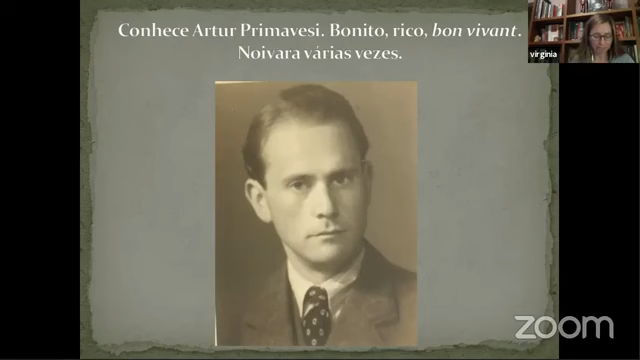 Conhece Artur Primavesi. Bonito, rico, bon vivant.
Noivara várias vezes.
virginia
zoom